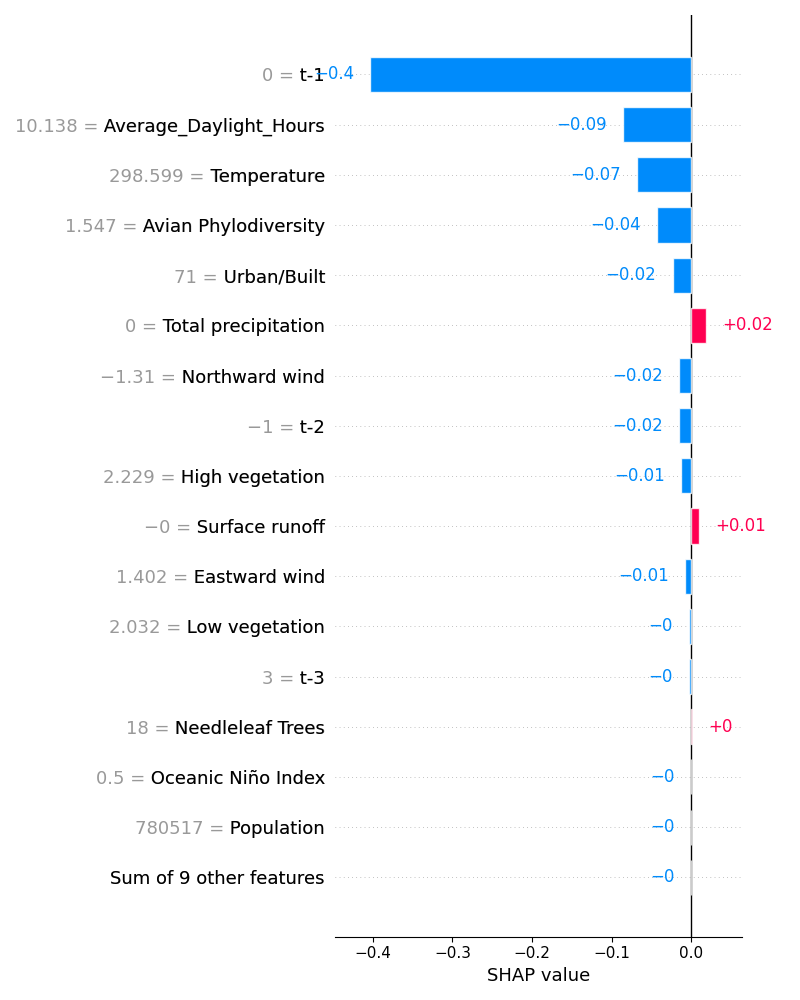 0 = t-1 −0.4
10.138 = Average_Daylight_Hours −0.09
298.599 = Temperature −0.07
1.547 = Avian Phylodiversity −0.04
71 = Urban/Built −0.02
0 = Total precipitation +0.02
−1.31 = Northward wind −0.02
−1 = t-2 −0.02
2.229 = High vegetation −0.01
−0 = Surface runoff +0.01
1.402 = Eastward wind −0.01
2.032 = Low vegetation −0
3 = t-3 −0
18 = Needleleaf Trees +0
0.5 = Oceanic Niño Index −0
780517 = Population −0
Sum of 9 other features −0
−0.4 −0.3 −0.2 −0.1 0.0
SHAP value